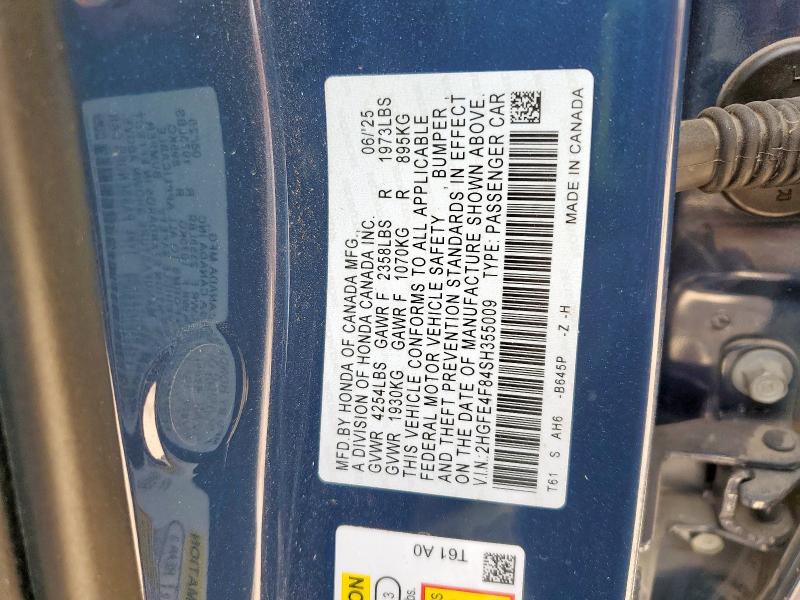 MFD.BY HONDA OF CANADA MFG. 06/'25
A DIVISION OF HONDA CANADA INC.
GVWR 4254LBS GAWR F 2358LBS R 1973LBS
GVWR 1930KG GAWR F 1070KG R 895KG
THIS VEHICLE CONFORMS TO ALL APPLICABLE
FEDERAL MOTOR VEHICLE SAFETY , BUMPER ,
AND THEFT PREVENTION STANDARDS, IN EFFECT
ON THE DATE OF MANUFACTURE SHOWN ABOVE.
V.I.N.:2HGFE4F84SH355009 TYPE: PASSENGER CAR
T61 S AH6 -B645P -Z -H
MADE IN CANADA
T61 A0